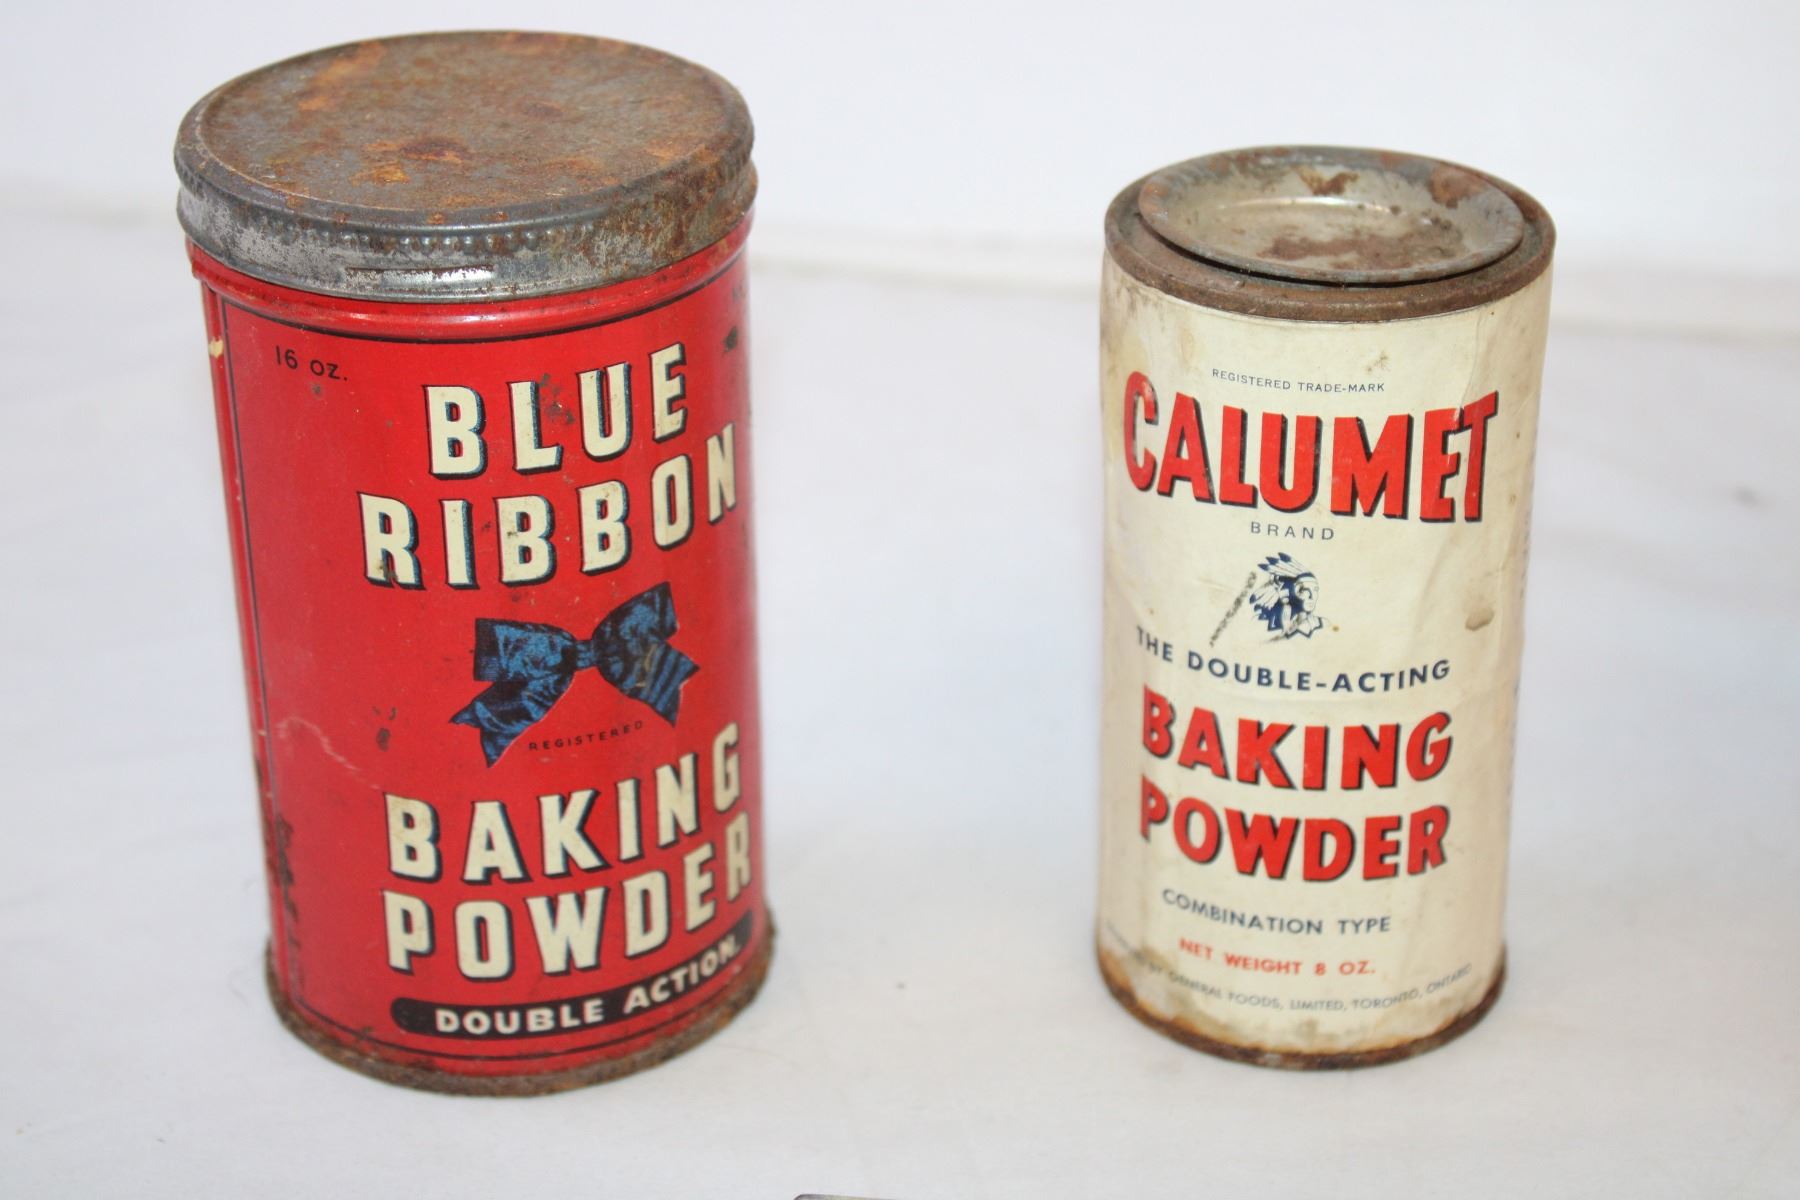 16 OZ.
BLUE
RIBBON
REGISTERED
BAKING
POWDER
DOUBLE ACTION.
REGISTERED TRADE-MARK
CALUMET
BRAND
THE DOUBLE-ACTING
BAKING
POWDER
COMBINATION TYPE
NET WEIGHT 8 OZ.
BY GENERAL FOODS, LIMITED, TORONTO, ONTARIO